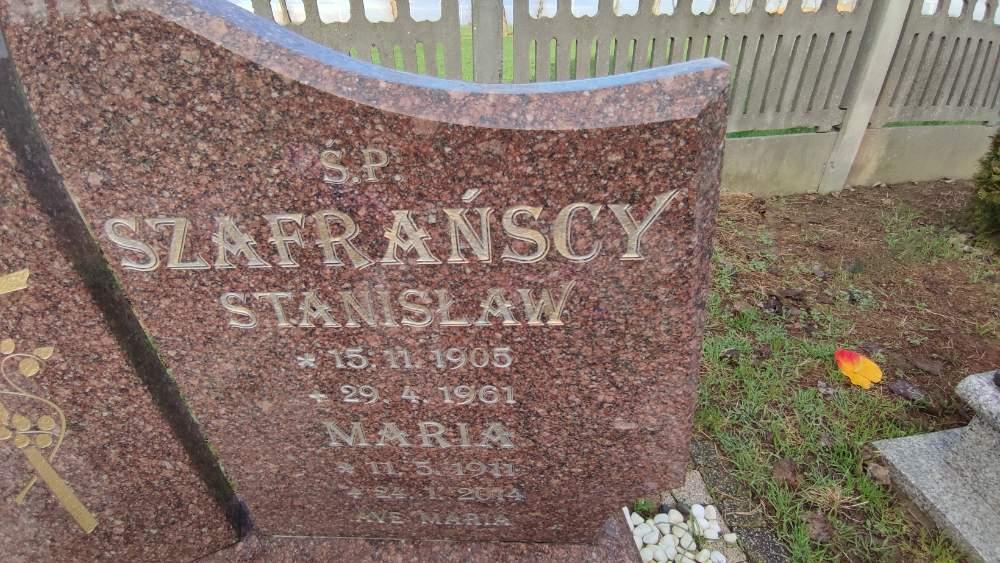 Ś.P.
SZAFRAŃSCY
STANISŁAW
* 15. 11. 1905
+ 29. 4. 1961
MARIA
* 11. 5. 1911
+ 24. 1. 2014
AVE MARIA